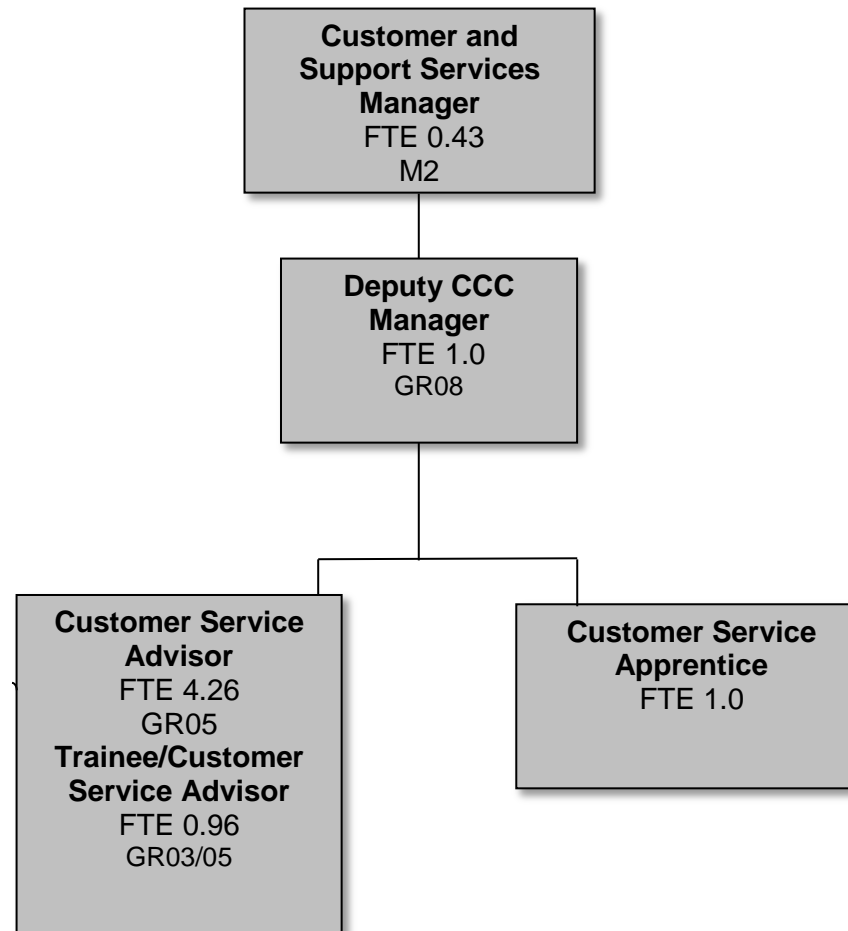 Customer and
Support Services
Manager
FTE 0.43
M2
Deputy CCC
Manager
FTE 1.0
GR08
Customer Service
Advisor
FTE 4.26
GR05
Trainee/Customer
Service Advisor
FTE 0.96
GR03/05
Customer Service
Apprentice
FTE 1.0